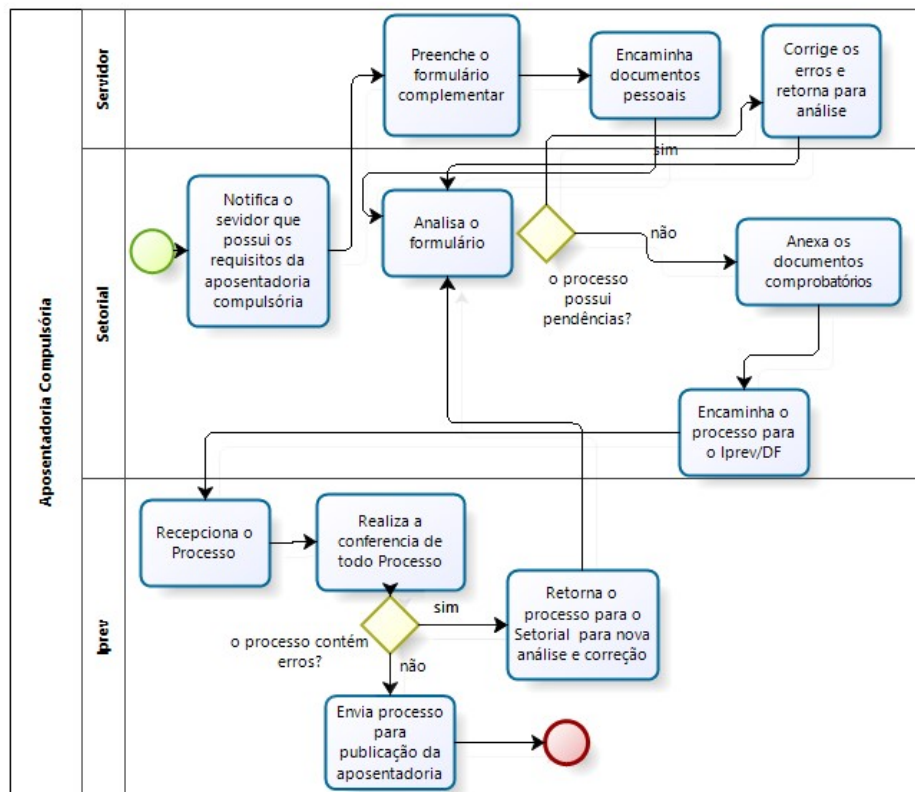 Aposentadoria Compulsória
Servidor
Preenche o
formulário
complementar
Encaminha
documentos
pessoais
Corrige os
erros e
retorna para
análise
Setorial
Notifica o
sevidor que
possui os
requisitos da
aposentadoria
compulsória
Analisa o
formulário
sim
não
o processo
possui
pendências?
Anexa os
documentos
comprobatórios
Encaminha o
processo para
o Iprev/DF
Iprev
Recepciona o
Processo
Realiza a
conferencia de
todo Processo
o processo contém
erros?
sim
não
Retorna o
processo para o
Setorial para nova
análise e correção
Envia processo
para
publicação da
aposentadoria